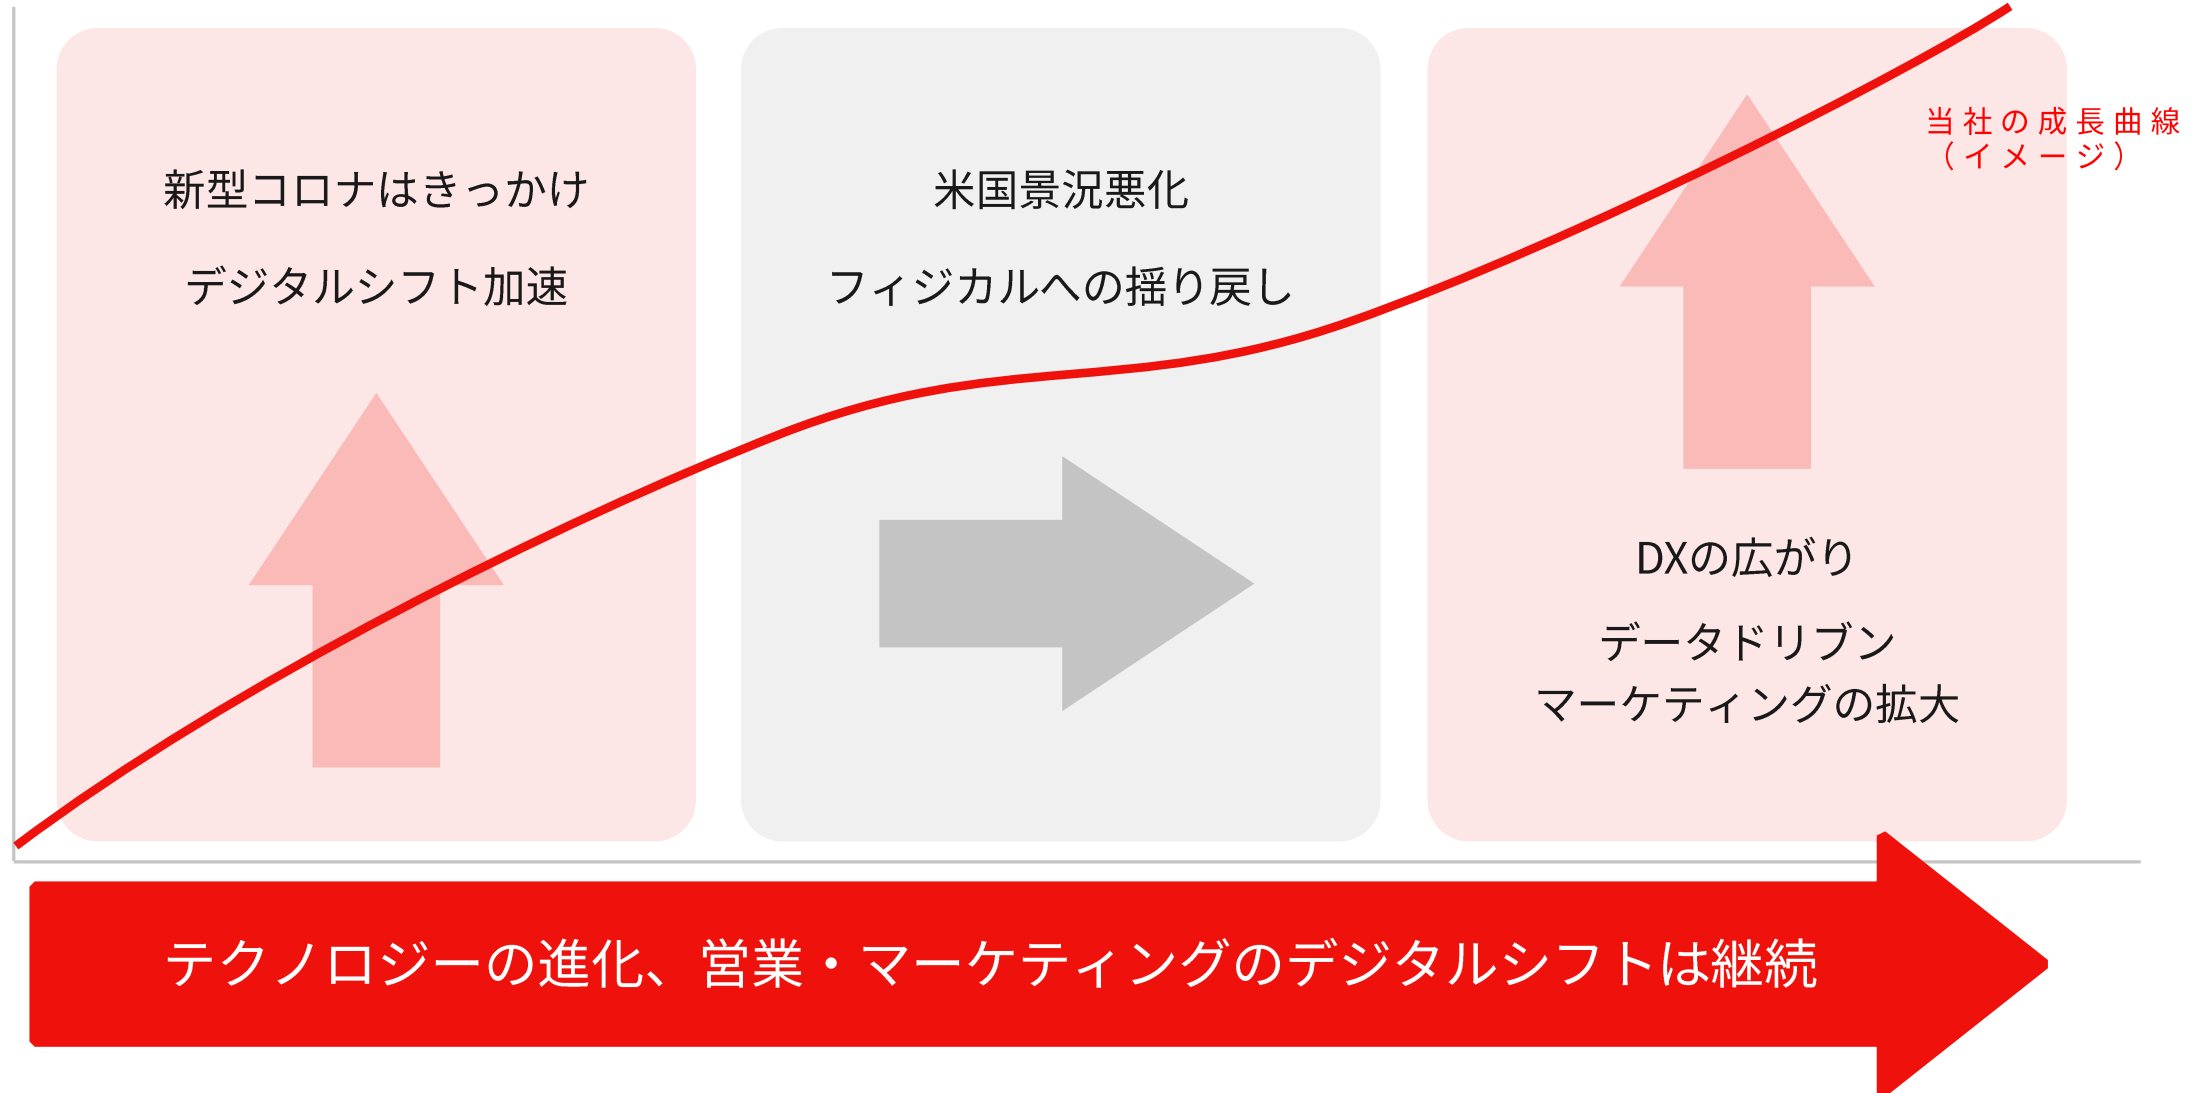 新型コロナはきっかけ
デジタルシフト加速
米国景況悪化
フィジカルへの揺り戻し
当社の成長曲線
（イメージ）
DXの広がり
データドリブン
マーケティングの拡大
テクノロジーの進化、営業・マーケティングのデジタルシフトは継続